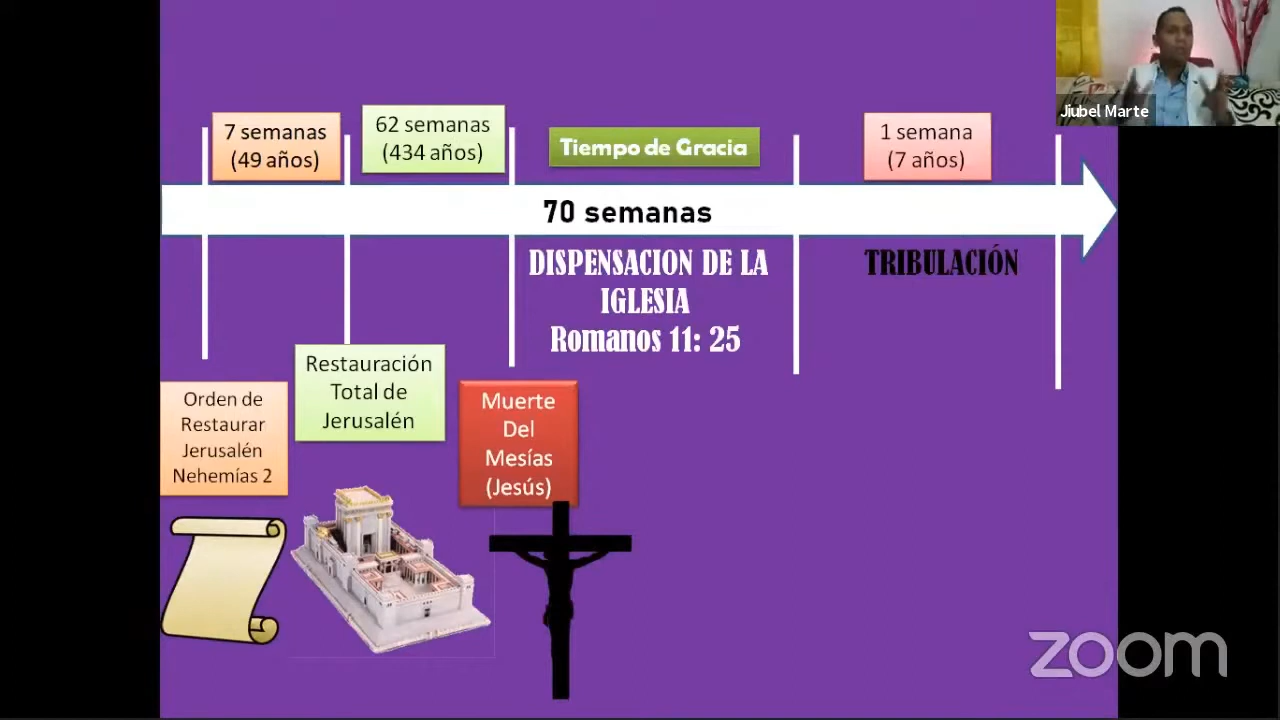 7 semanas
(49 años)
62 semanas
(434 años)
Tiempo de Gracia
1 semana
(7 años)
Jiubel Marte
70 semanas
DISPENSACION DE LA
IGLESIA
Romanos 11: 25
TRIBULACIÓN
Orden de
Restaurar
Jerusalén
Nehemías 2
Restauración
Total de
Jerusalén
Muerte
Del
Mesías
(Jesús)
zoom